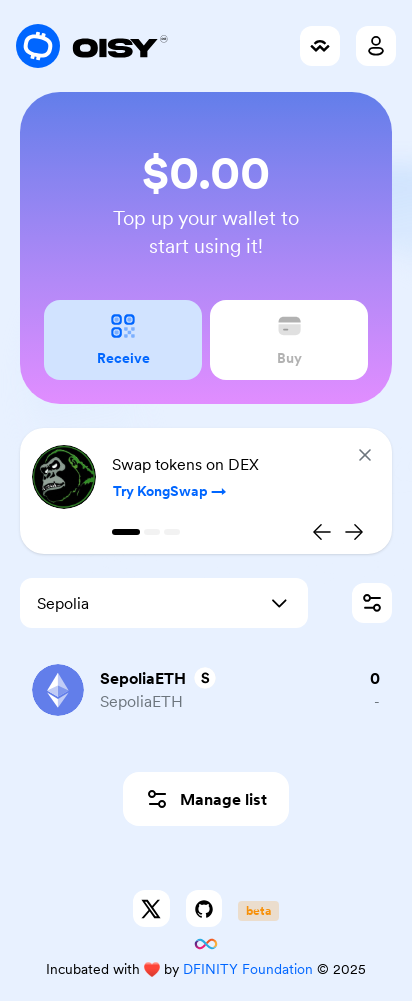 OISY
$0.00
Top up your wallet to
start using it!
Receive
Buy
Swap tokens on DEX
Try KongSwap →
Sepolia
SepoliaETH S
0
SepoliaETH
-
Manage list
beta
Incubated with ❤️ by DFINITY Foundation © 2025